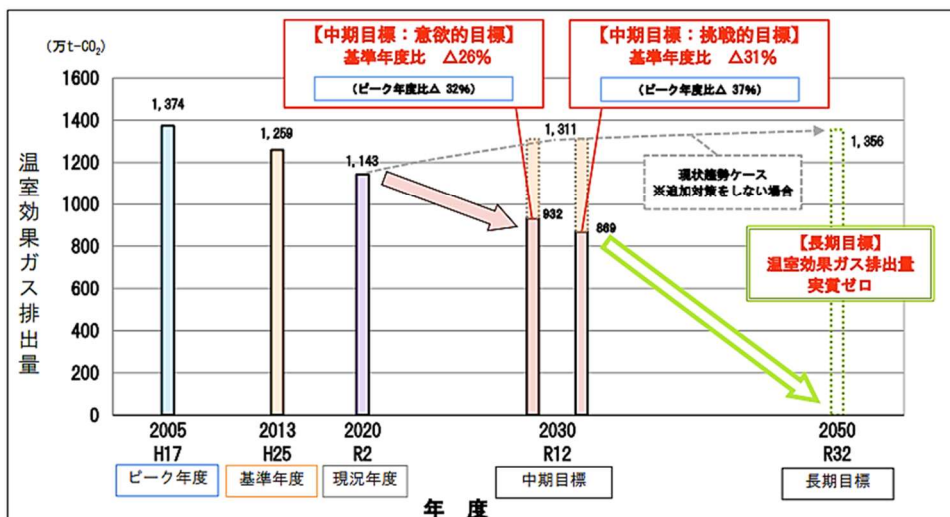 (万t-CO₂)
温室効果ガス排出量
1600
1400
1200
1000
800
600
400
200
0
1,374
1,259
1,143
【中期目標：意欲的目標】
基準年度比　△26%
(ピーク年度比△ 32%)
【中期目標：挑戦的目標】
基準年度比　△31%
(ピーク年度比△ 37%)
1,311
932
869
1,356
現状趨勢ケース
※追加対策をしない場合
【長期目標】
温室効果ガス排出量
実質ゼロ
2005
H17
ピーク年度
2013
H25
基準年度
2020
R2
現況年度
2030
R12
中期目標
2050
R32
長期目標
年　度